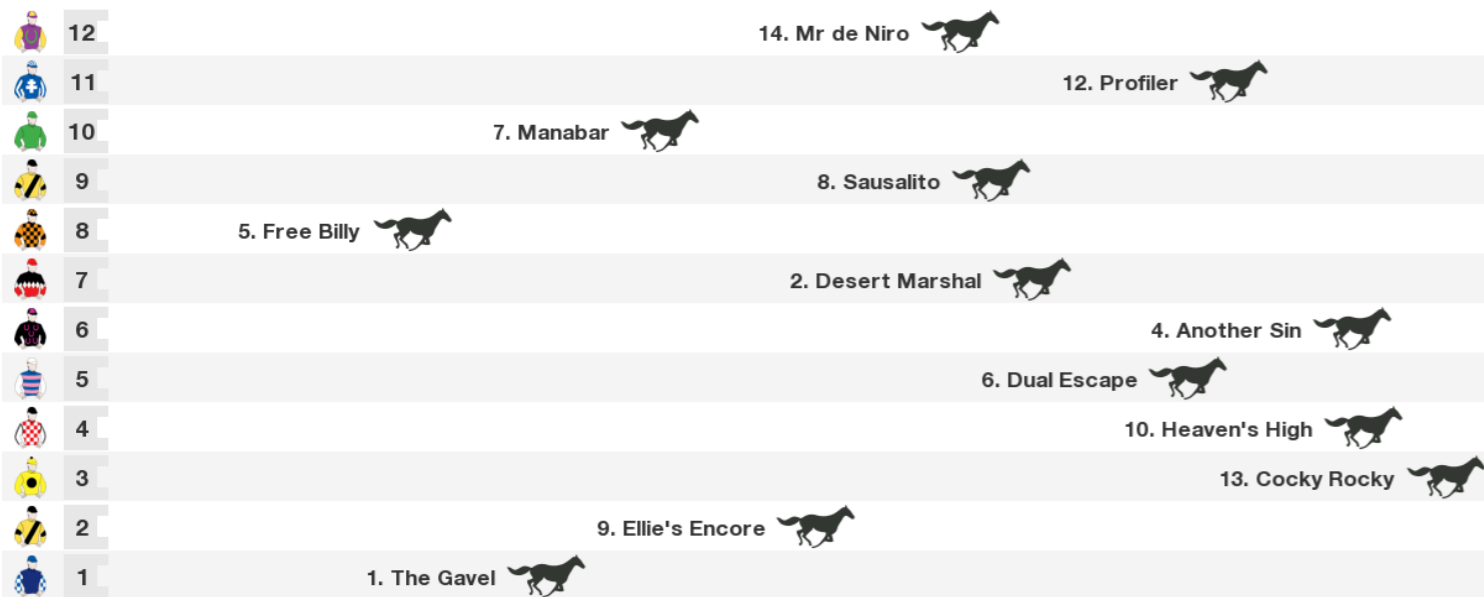 12 14. Mr de Niro
11 12. Profiler
10 7. Manabar
9 8. Sausalito
8 5. Free Billy
7 2. Desert Marshal
6 4. Another Sin
5 6. Dual Escape
4 10. Heaven's High
3 13. Cocky Rocky
2 9. Ellie's Encore
1 1. The Gavel